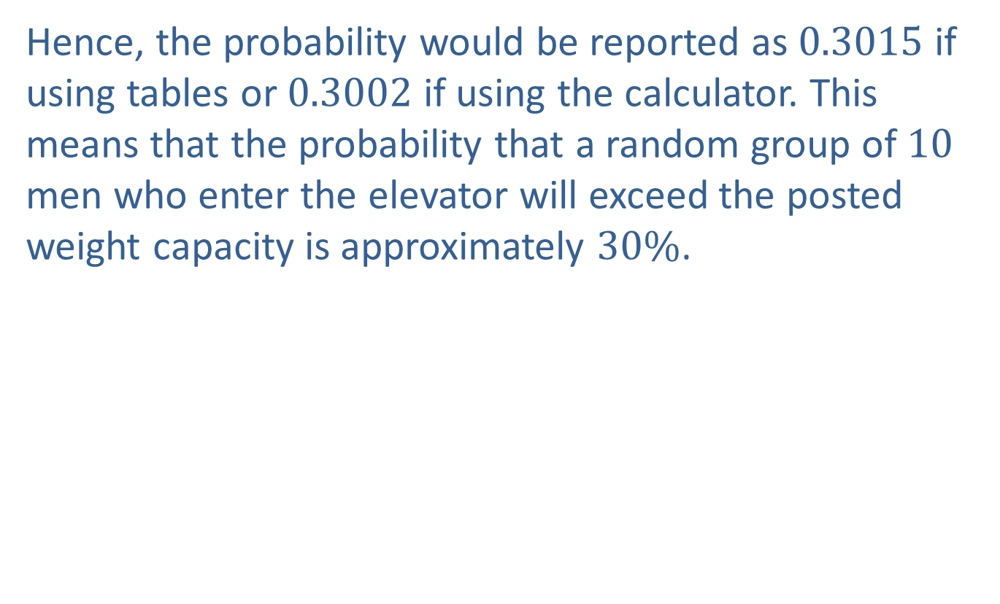 Hence, the probability would be reported as 0.3015 if
using tables or 0.3002 if using the calculator. This
means that the probability that a random group of 10
men who enter the elevator will exceed the posted
weight capacity is approximately 30%.